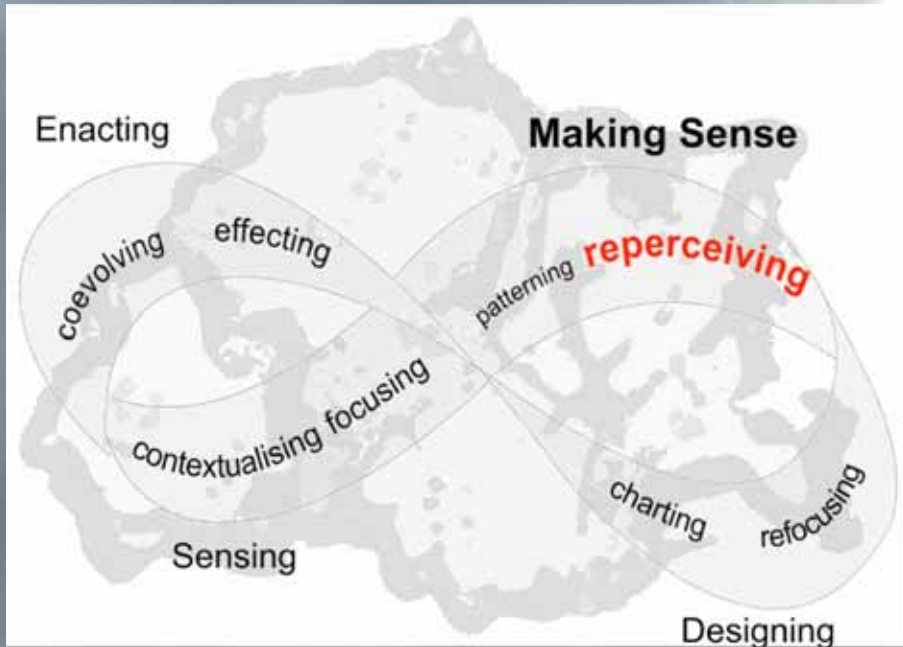 Enacting
Making Sense
coevolving
effecting
patterning
reperceiving
contextualising focusing
charting
refocusing
Sensing
Designing